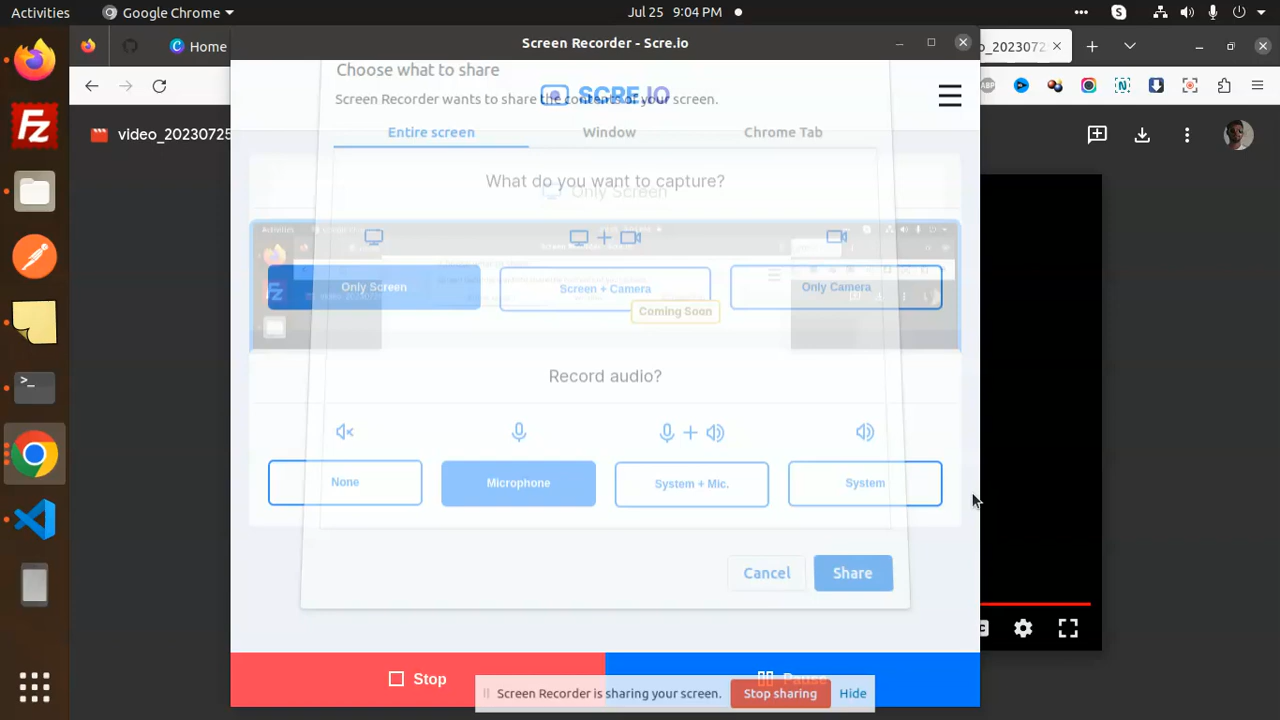 Activities
Google Chrome
Jul 25 9:04 PM
Screen Recorder - Scre.io
Home
o_2023072
video_20230725
SCRE.IO
Choose what to share
Screen Recorder wants to share the contents of your screen.
Entire screen
Window
Chrome Tab
What do you want to capture?
Only Screen
Only Screen
Screen + Camera
Only Camera
Coming Soon
Record audio?
None
Microphone
System + Mic.
System
Cancel
Share
Stop
Pause
Screen Recorder is sharing your screen.
Stop sharing
Hide